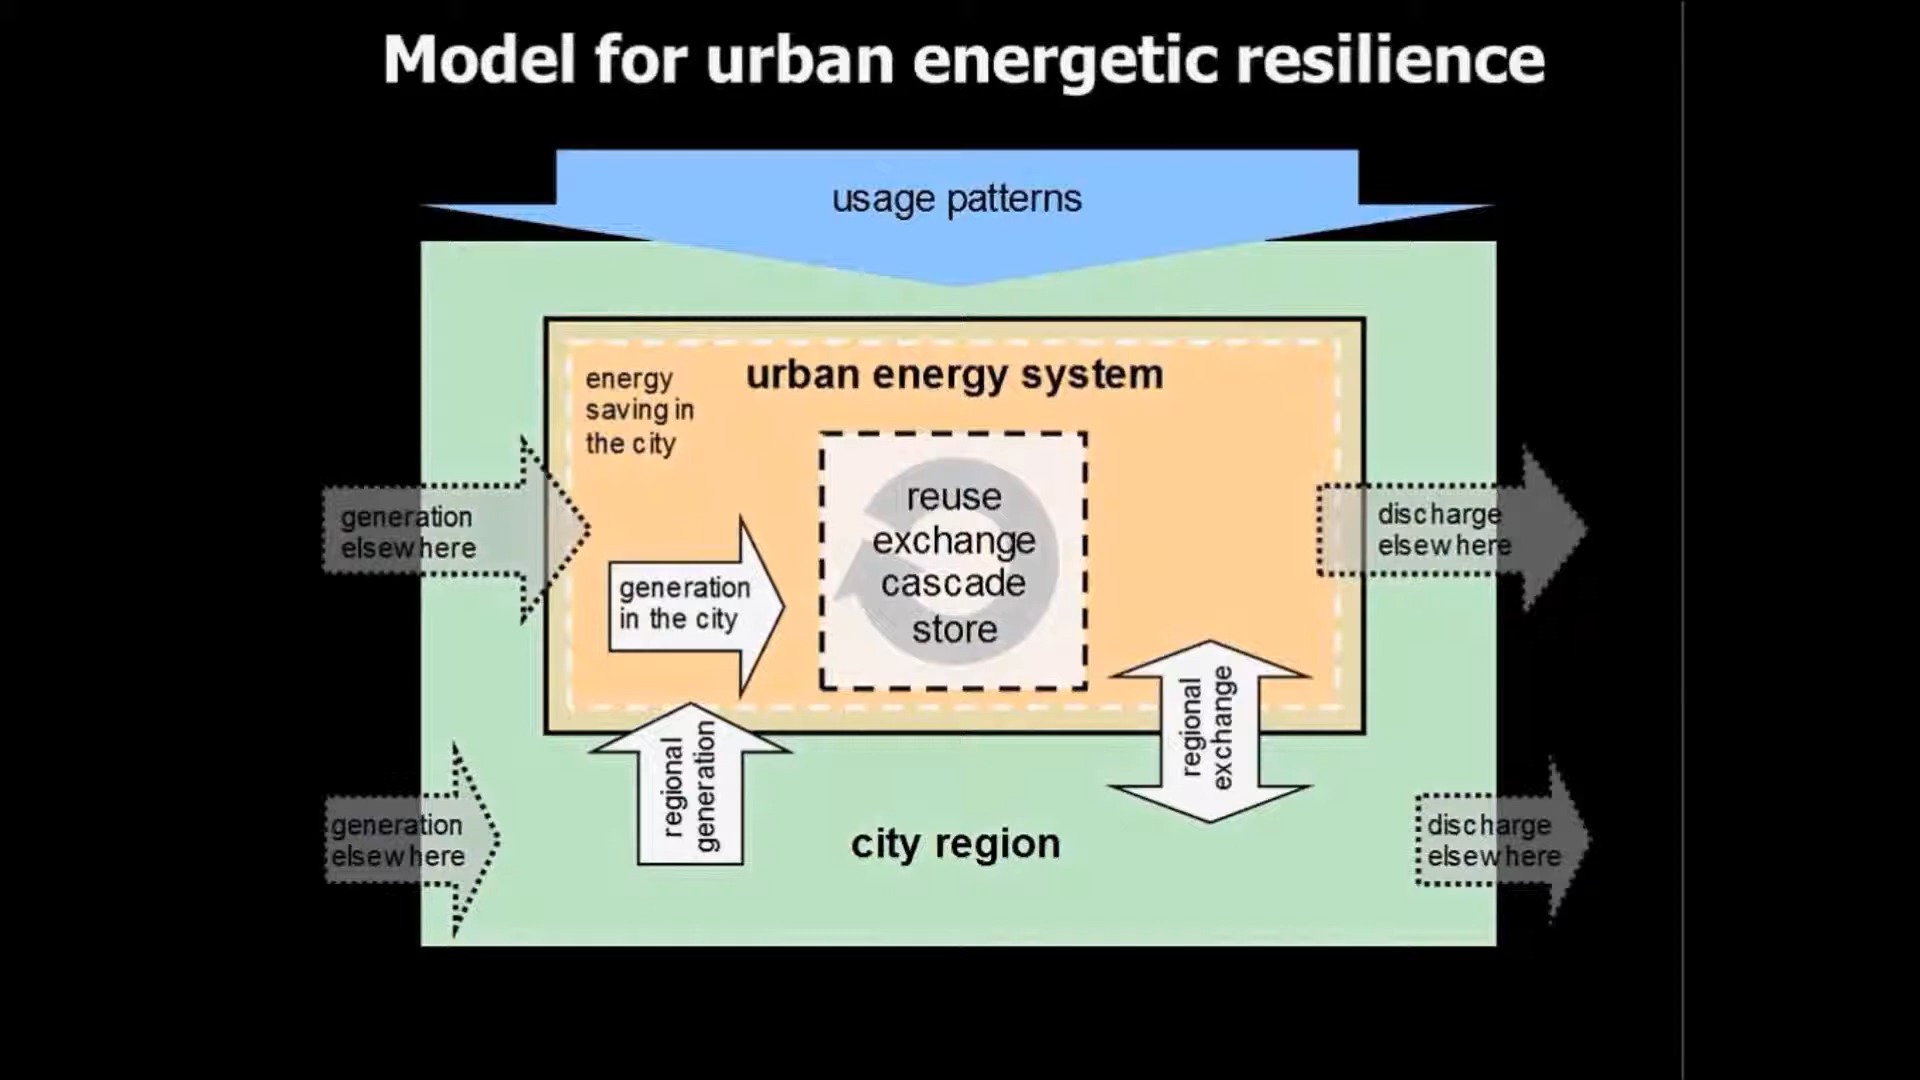 Model for urban energetic resilience
usage patterns
urban energy system
energy
saving in
the city
reuse
exchange
cascade
store
generation
elsewhere
generation
in the city
discharge
elsewhere
regional
generation
regional
exchange
city region
generation
elsewhere
discharge
elsewhere